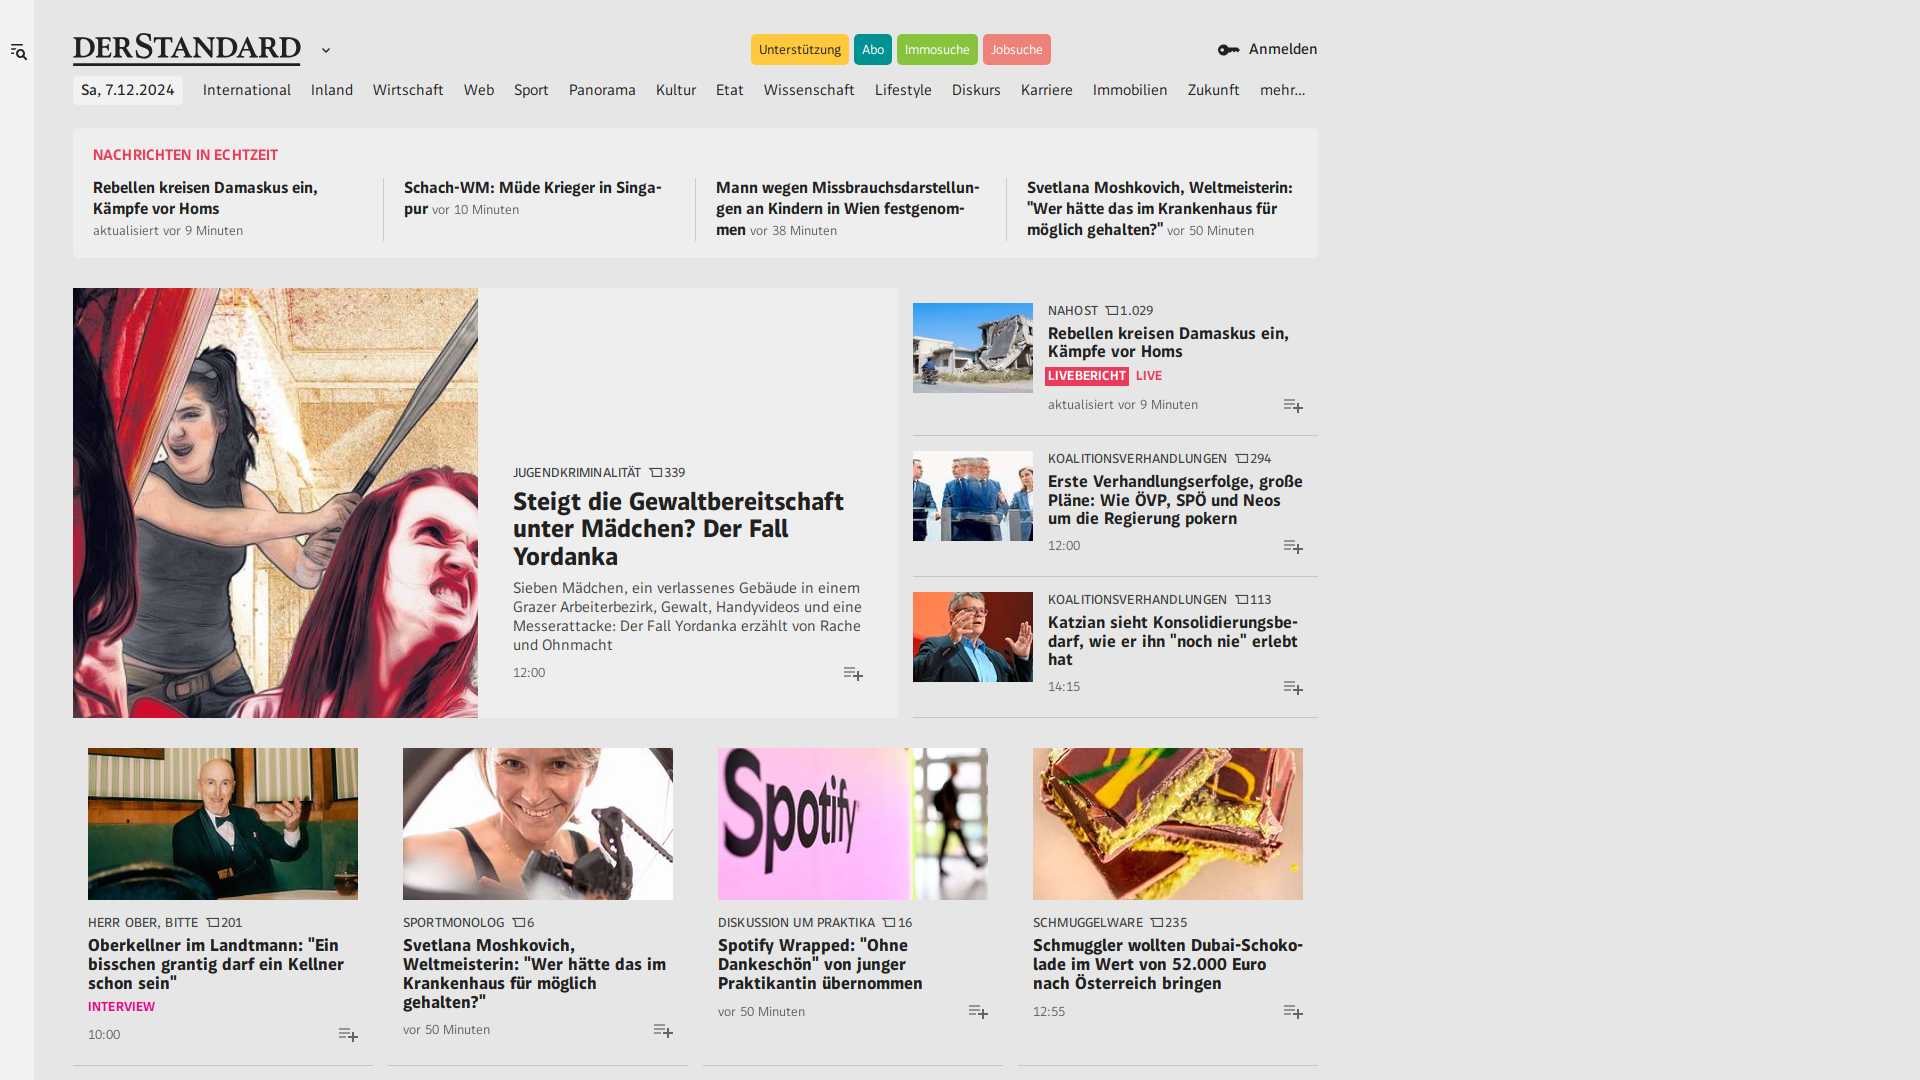 DERSTANDARD
Unterstützung
Abo
Immosuche
Jobsuche
Anmelden
Sa, 7.12.2024
International
Inland
Wirtschaft
Web
Sport
Panorama
Kultur
Etat
Wissenschaft
Lifestyle
Diskurs
Karriere
Immobilien
Zukunft
mehr…
NACHRICHTEN IN ECHTZEIT
Rebellen kreisen Damaskus ein,
Kämpfe vor Homs
aktualisiert vor 9 Minuten
Schach-WM: Müde Krieger in Singa-
pur vor 10 Minuten
Mann wegen Missbrauchsdarstellun-
gen an Kindern in Wien festgenom-
men vor 38 Minuten
Svetlana Moshkovich, Weltmeisterin:
"Wer hätte das im Krankenhaus für
möglich gehalten?" vor 50 Minuten
JUGENDKRIMINALITÄT 339
Steigt die Gewaltbereitschaft
unter Mädchen? Der Fall
Yordanka
Sieben Mädchen, ein verlassenes Gebäude in einem
Grazer Arbeiterbezirk, Gewalt, Handyvideos und eine
Messerattacke: Der Fall Yordanka erzählt von Rache
und Ohnmacht
12:00
NAHOST 1.029
Rebellen kreisen Damaskus ein,
Kämpfe vor Homs
LIVEBERICHT LIVE
aktualisiert vor 9 Minuten
KOALITIONSVERHANDLUNGEN 294
Erste Verhandlungserfolge, große
Pläne: Wie ÖVP, SPÖ und Neos
um die Regierung pokern
12:00
KOALITIONSVERHANDLUNGEN 113
Katzian sieht Konsolidierungsbe-
darf, wie er ihn "noch nie" erlebt
hat
14:15
HERR OBER, BITTE 201
Oberkellner im Landtmann: "Ein
bisschen grantig darf ein Kellner
schon sein"
INTERVIEW
10:00
SPORTMONOLOG 6
Svetlana Moshkovich,
Weltmeisterin: "Wer hätte das im
Krankenhaus für möglich
gehalten?"
vor 50 Minuten
Spotify
DISKUSSION UM PRAKTIKA 16
Spotify Wrapped: "Ohne
Dankeschön" von junger
Praktikantin übernommen
vor 50 Minuten
SCHMUGGELWARE 235
Schmuggler wollten Dubai-Schoko-
lade im Wert von 52.000 Euro
nach Österreich bringen
12:55